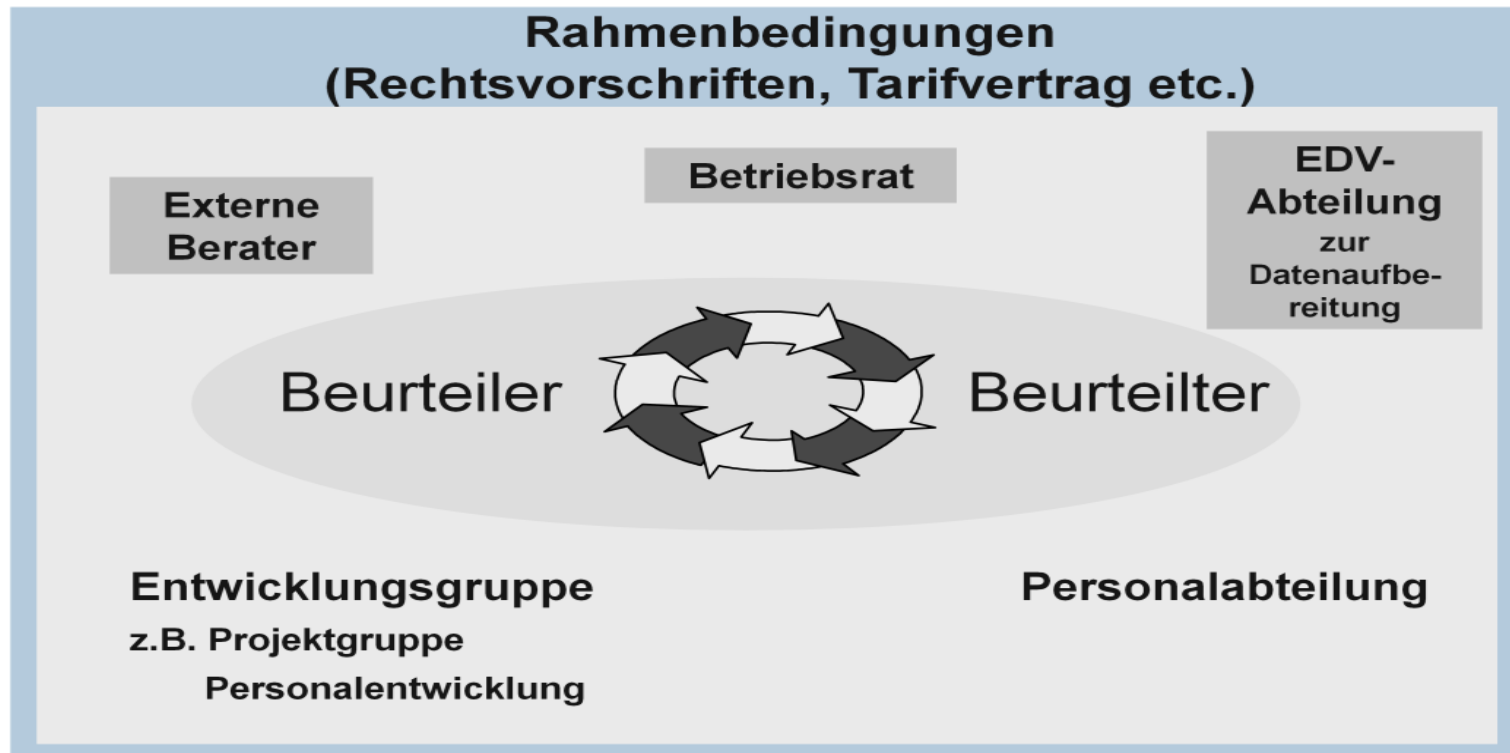 Rahmenbedingungen
(Rechtsvorschriften, Tarifvertrag etc.)
Externe
Berater
Betriebsrat
EDV-
Abteilung
zur
Datenaufbe-
reitung
Beurteiler
Beurteilter
Entwicklungsgruppe
z.B. Projektgruppe
Personalentwicklung
Personalabteilung